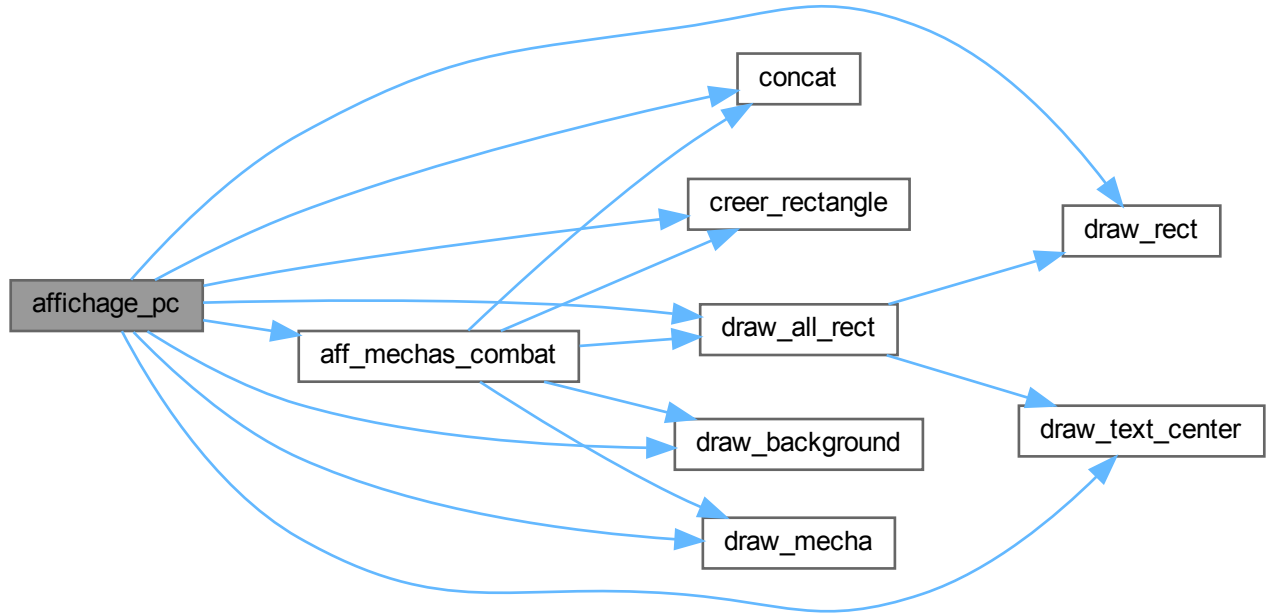 affichage_pc
aff_mechas_combat
concat
creer_rectangle
draw_all_rect
draw_background
draw_mecha
draw_rect
draw_text_center